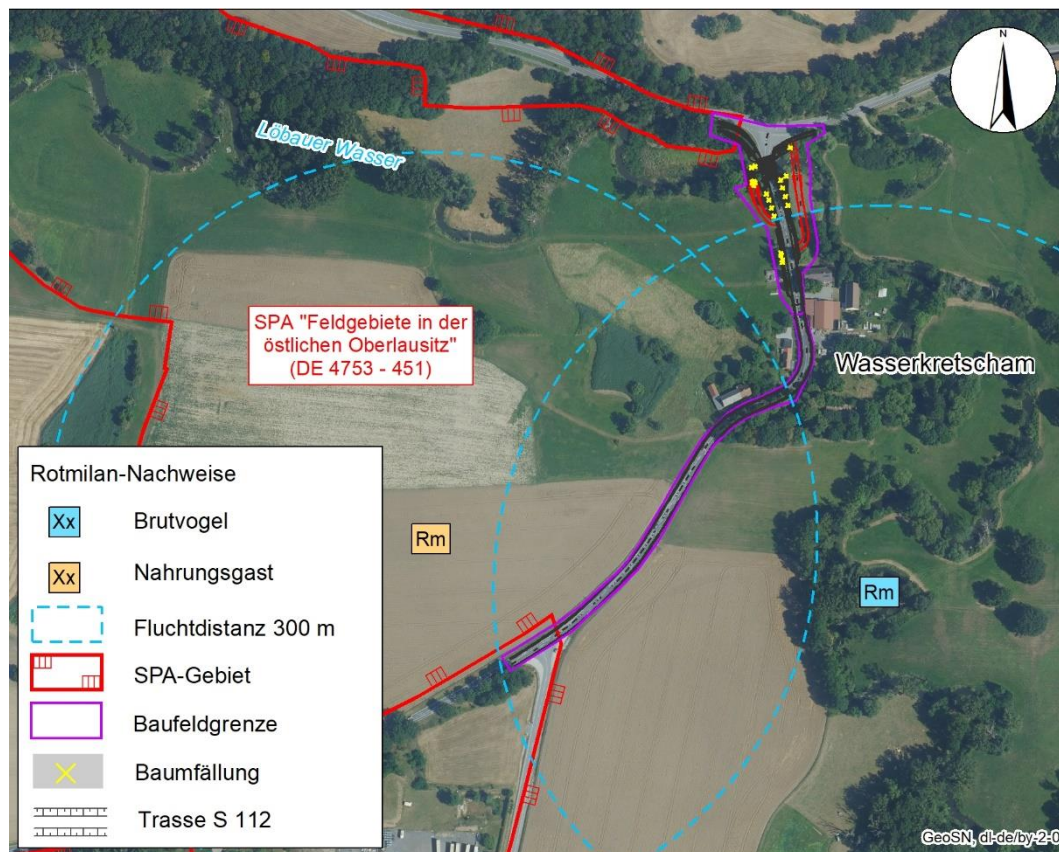 N
Löbauer Wasser
SPA "Feldgebiete in der
östlichen Oberlausitz"
(DE 4753 - 451)
Wasserkretscham
Rotmilan-Nachweise
Xx Brutvogel
Xx Nahrungsgast
Fluchtdistanz 300 m
SPA-Gebiet
Baufeldgrenze
Baumfällung
Trasse S 112
Rm
Rm
GeoSN, dl-de/by-2-0